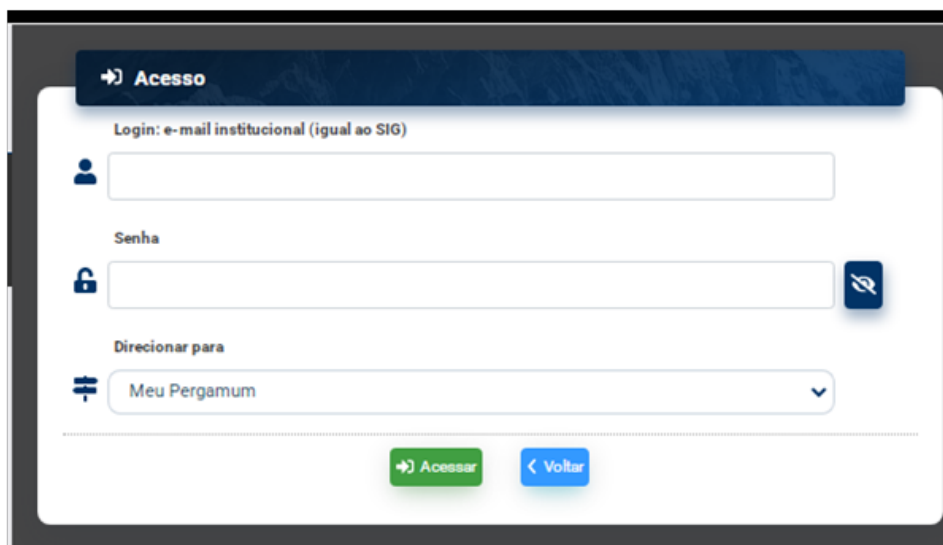 Acesso
Login: e-mail institucional (igual ao SIG)
Senha
Direcionar para
Meu Pergamum
Acessar
Voltar